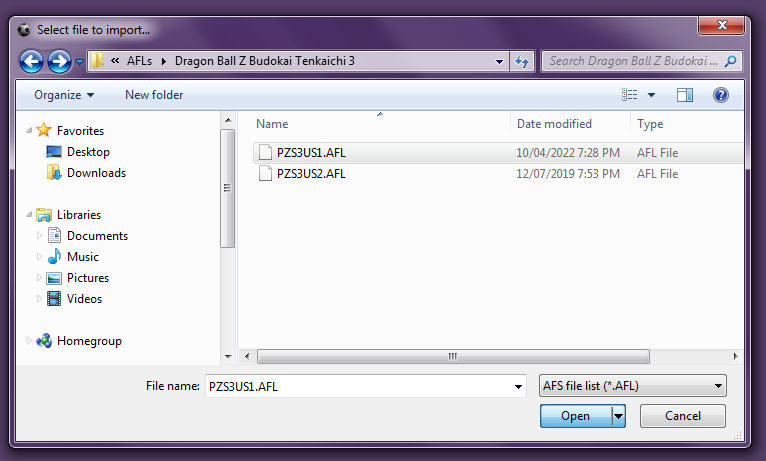 Select file to import...
« AFLs Dragon Ball Z Budokai Tenkaichi 3 Search Dragon Ball Z Budokai ...
Organize New folder
Name Date modified Type
Favorites
Desktop
Downloads
Libraries
Documents
Music
Pictures
Videos
Homegroup
PZS3US1.AFL 10/04/2022 7:28 PM AFL File
PZS3US2.AFL 12/07/2019 7:53 PM AFL File
File name: PZS3US1.AFL AFS file list (*.AFL)
Open Cancel